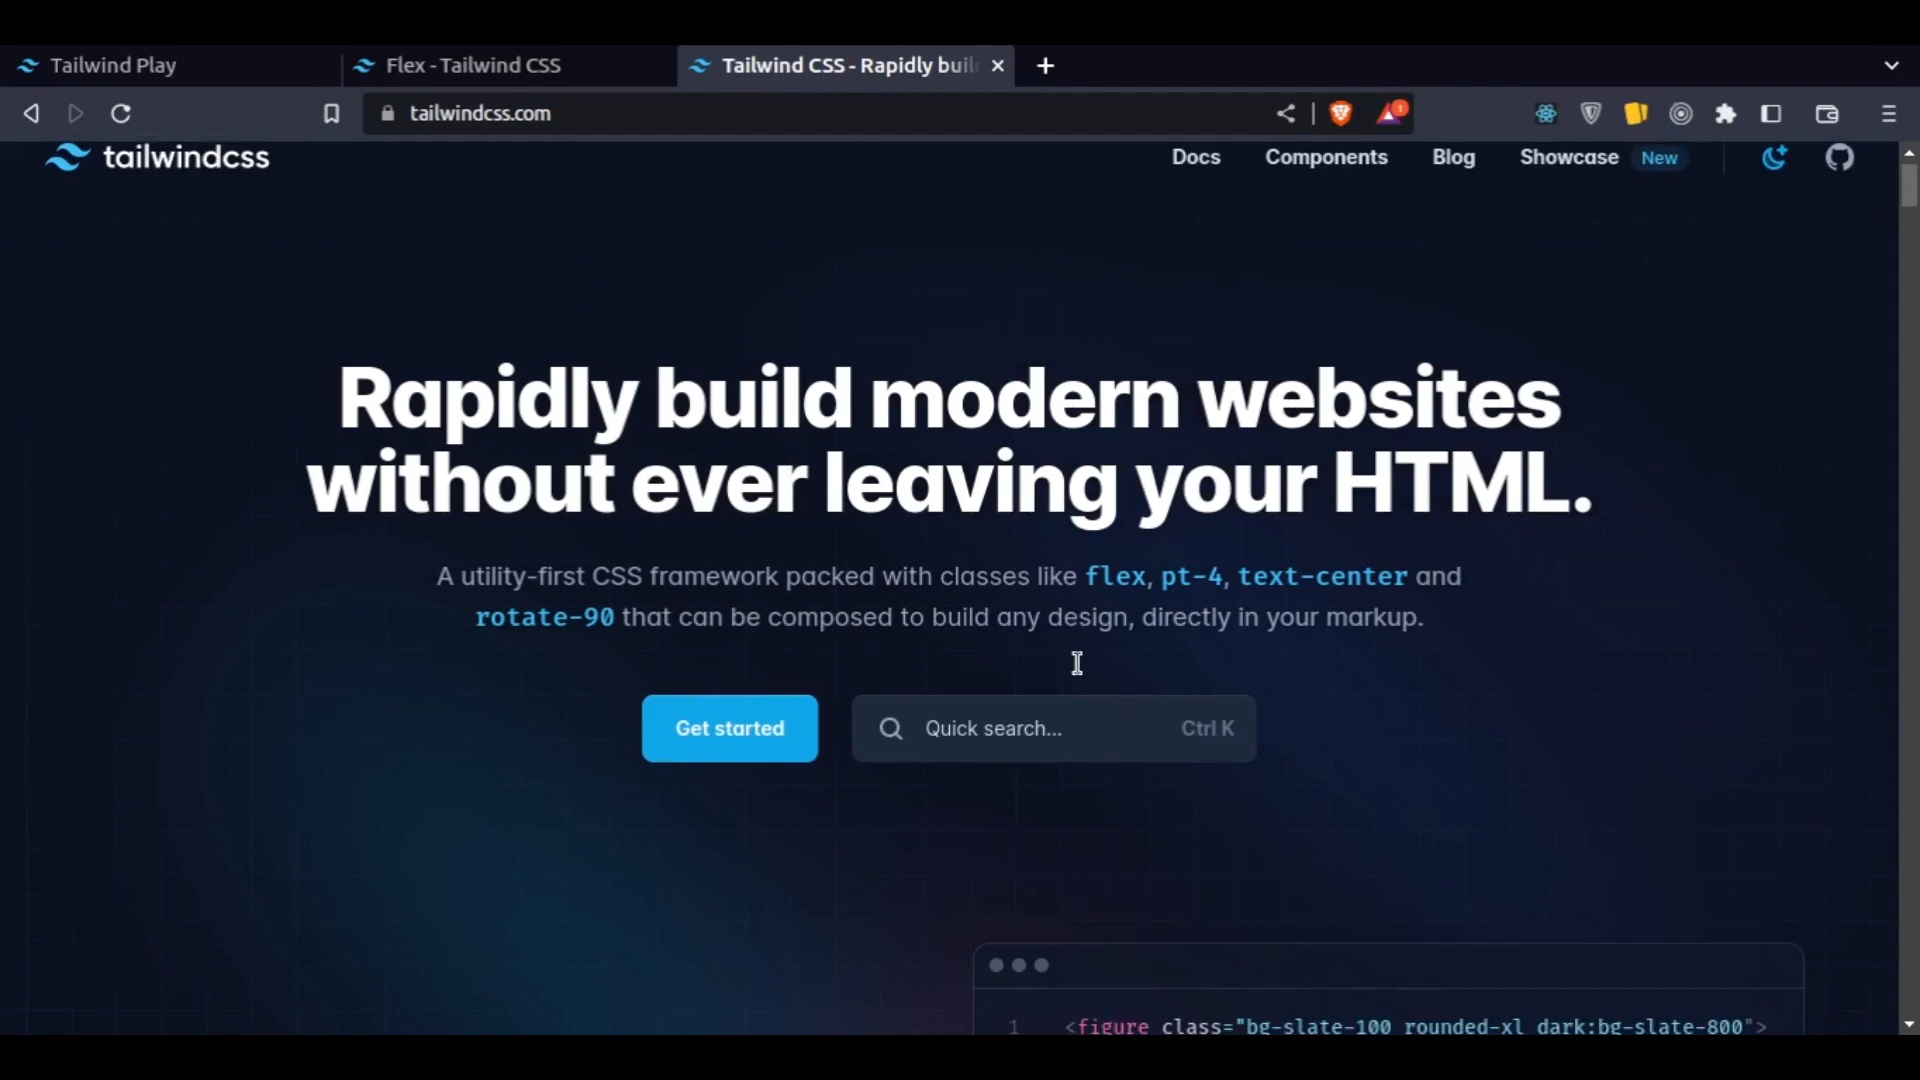 Tailwind Play
Flex - Tailwind CSS
Tailwind CSS - Rapidly buil
tailwindcss.com
1
tailwindcss
Docs
Components
Blog
Showcase
New
Rapidly build modern websites
without ever leaving your HTML.
A utility-first CSS framework packed with classes like flex, pt-4, text-center and
rotate-90 that can be composed to build any design, directly in your markup.
Get started
Quick search...
Ctrl K
1 <figure class="bg-slate-100 rounded-xl dark:bg-slate-800">